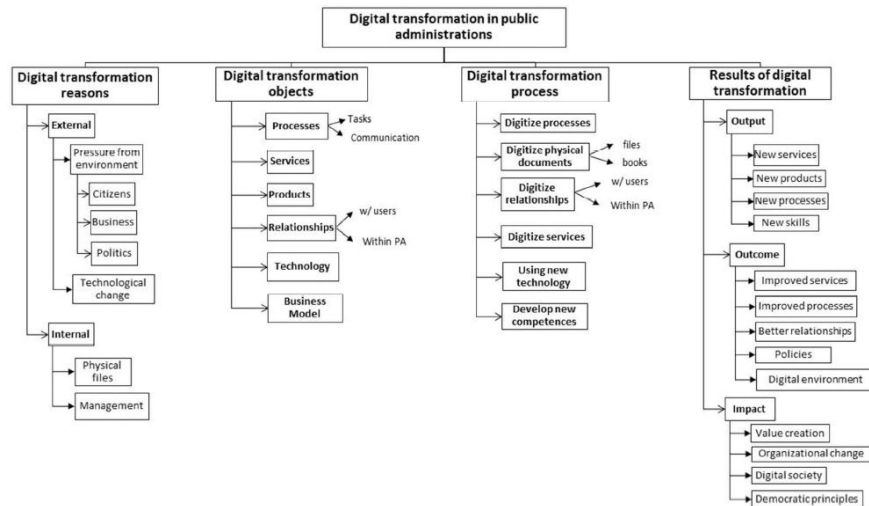 Digital transformation in public
administrations
Digital transformation
reasons
External
Pressure from
environment
Citizens
Business
Politics
Technological
change
Internal
Physical
files
Management
Digital transformation
objects
Processes
Tasks
Communication
Services
Products
Relationships
w/ users
Within PA
Technology
Business
Model
Digital transformation
process
Digitize processes
Digitize physical
documents
files
books
Digitize
relationships
w/ users
Within PA
Digitize services
Using new
technology
Develop new
competences
Results of digital
transformation
Output
New services
New products
New processes
New skills
Outcome
Improved services
Improved processes
Better relationships
Policies
Digital environment
Impact
Value creation
Organizational change
Digital society
Democratic principles